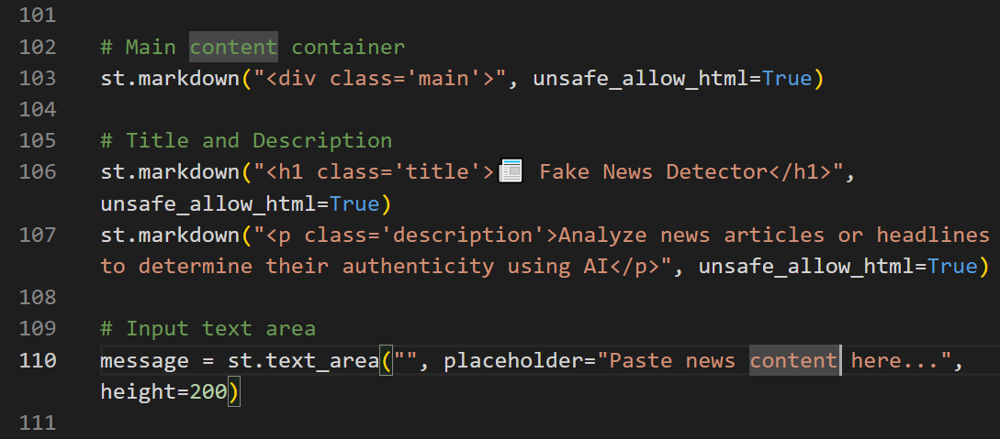 101
102 # Main content container
103 st.markdown("<div class='main'>", unsafe_allow_html=True)
104
105 # Title and Description
106 st.markdown("<h1 class='title'>📰 Fake News Detector</h1>",
unsafe_allow_html=True)
107 st.markdown("<p class='description'>Analyze news articles or headlines
to determine their authenticity using AI</p>", unsafe_allow_html=True)
108
109 # Input text area
110 message = st.text_area("", placeholder="Paste news content here...",
height=200)
111